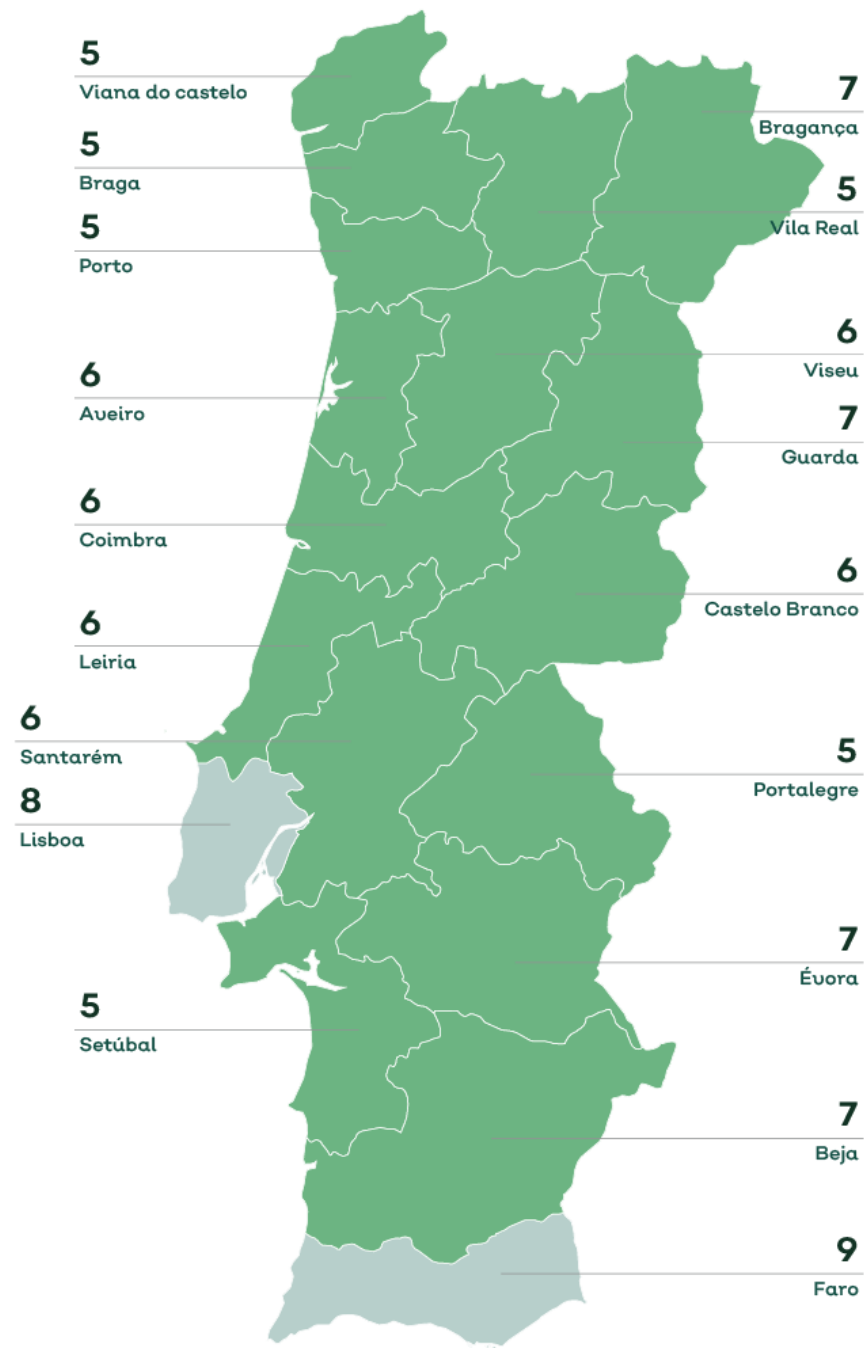 5
Viana do castelo
5
Braga
5
Porto
6
Aveiro
6
Coimbra
6
Leiria
6
Santarém
8
Lisboa
5
Setúbal
7
Bragança
5
Vila Real
6
Viseu
7
Guarda
6
Castelo Branco
5
Portalegre
7
Évora
7
Beja
9
Faro